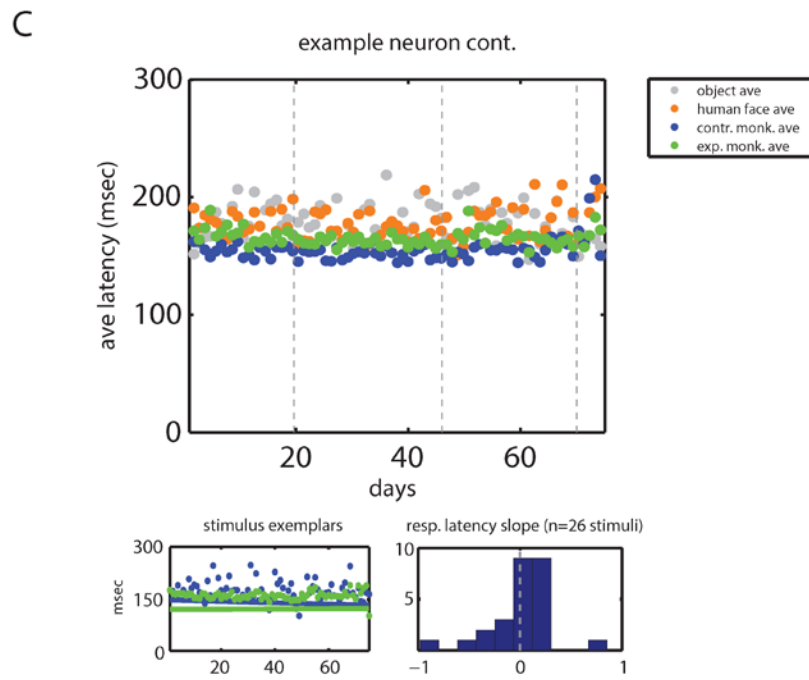 C
example neuron cont.
300
200
100
0
ave latency (msec)
20 40 60
days
object ave
human face ave
contr. monk. ave
exp. monk. ave
stimulus exemplars
300
150
0
msec
20 40 60
resp. latency slope (n=26 stimuli)
10
5
−1 0 1